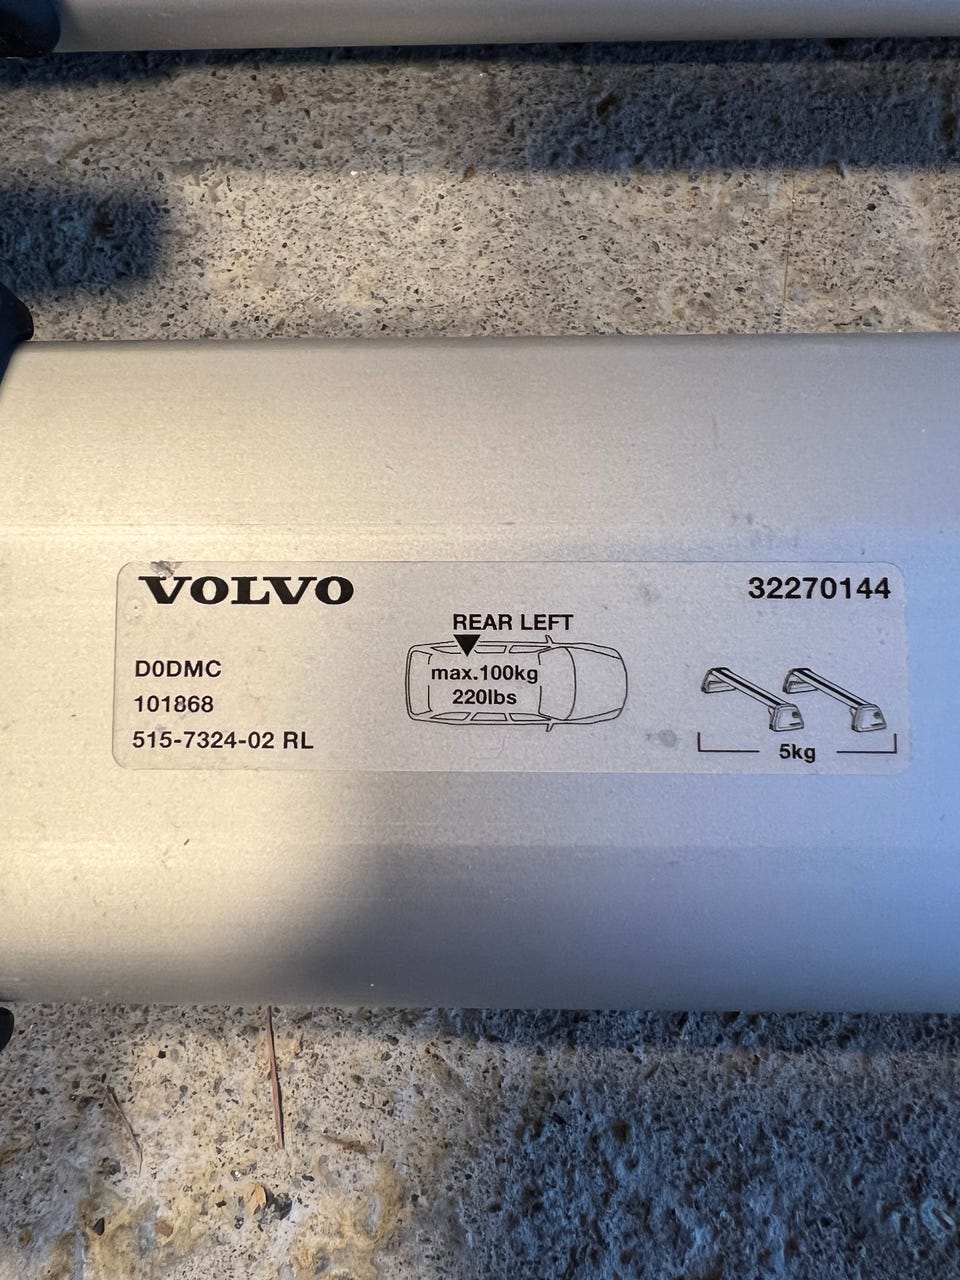 VOLVO
32270144
REAR LEFT
D0DMC
max.100kg
101868
220lbs
515-7324-02 RL
5kg